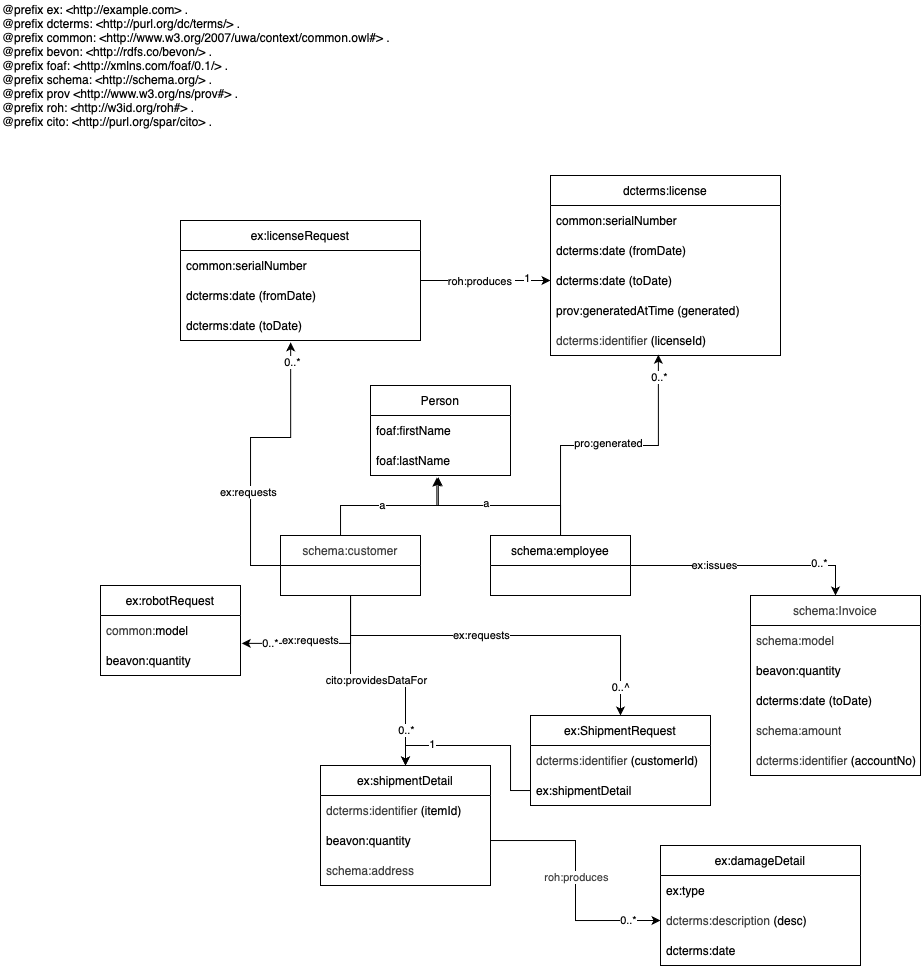 @prefix ex: <http://example.com> .
@prefix dcterms: <http://purl.org/dc/terms/> .
@prefix common: <http://www.w3.org/2007/uwa/context/common.owl#> .
@prefix bevon: <http://rdfs.co/bevon/> .
@prefix foaf: <http://xmlns.com/foaf/0.1/> .
@prefix schema: <http://schema.org/> .
@prefix prov <http://www.w3.org/ns/prov#> .
@prefix roh: <http://w3id.org/roh#> .
@prefix cito: <http://purl.org/spar/cito> .
dcterms:license
common:serialNumber
dcterms:date (fromDate)
dcterms:date (toDate)
prov:generatedAtTime (generated)
dcterms:identifier (licenseId)
ex:licenseRequest
common:serialNumber
dcterms:date (fromDate)
dcterms:date (toDate)
roh:produces
1
0..*
0..*
Person
foaf:firstName
foaf:lastName
pro:generated
ex:requests
a
a
schema:customer
schema:employee
ex:issues
0..*
ex:robotRequest
common:model
beavon:quantity
0..*
ex:requests
ex:requests
schema:Invoice
schema:model
beavon:quantity
dcterms:date (toDate)
schema:amount
dcterms:identifier (accountNo)
cito:providesDataFor
0..^
0..*
1
ex:ShipmentRequest
dcterms:identifier (customerId)
ex:shipmentDetail
ex:shipmentDetail
dcterms:identifier (itemId)
beavon:quantity
schema:address
roh:produces
0..*
ex:damageDetail
ex:type
dcterms:description (desc)
dcterms:date